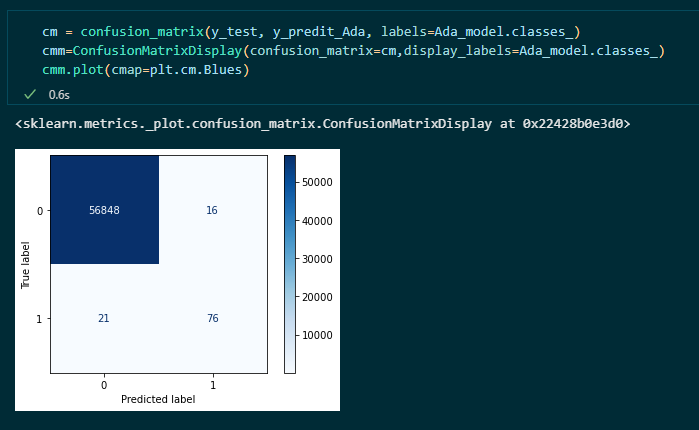 cm = confusion_matrix(y_test, y_predit_Ada, labels=Ada_model.classes_)
cmm=ConfusionMatrixDisplay(confusion_matrix=cm,display_labels=Ada_model.classes_)
cmm.plot(cmap=plt.cm.Blues)
0.6s
<sklearn.metrics._plot.confusion_matrix.ConfusionMatrixDisplay at 0x22428b0e3d0>
50000
0 56848 16
40000
True label
30000
20000
1 21 76
10000
0 1
Predicted label